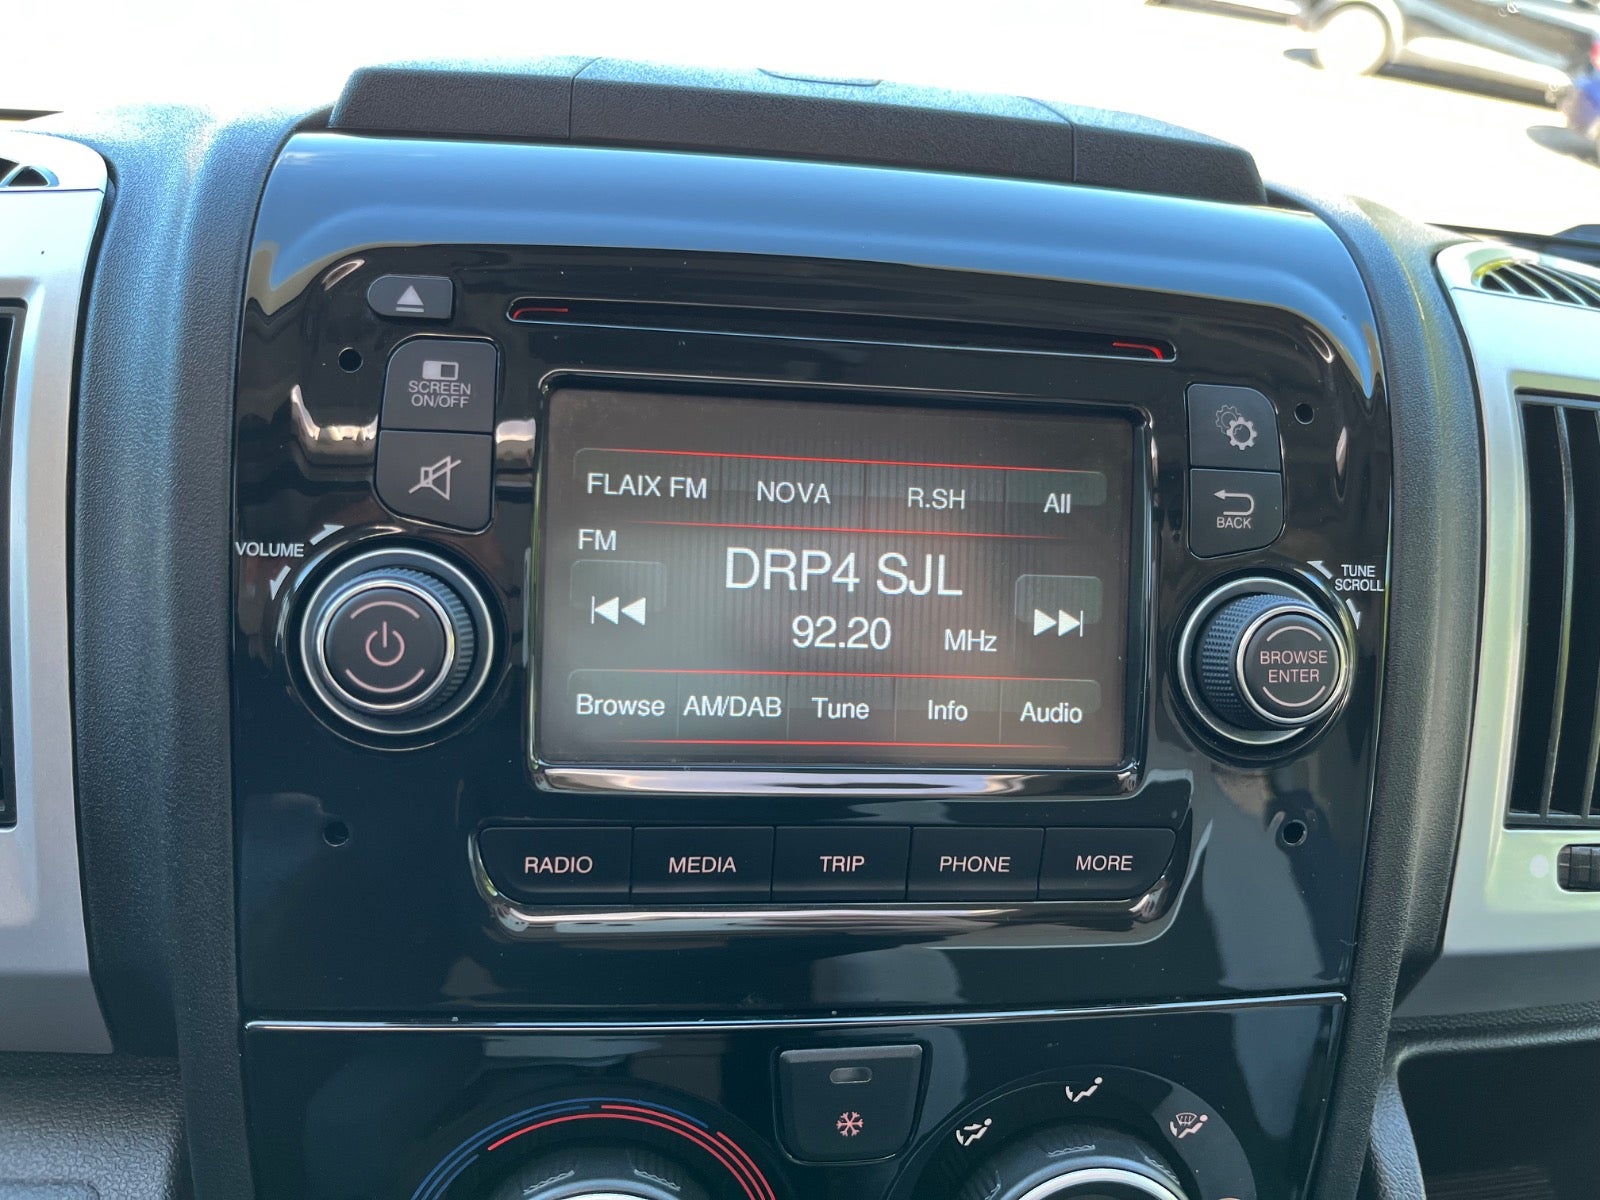 SCREEN
ON/OFF
VOLUME
FLAIX FM NOVA R.SH All
FM
DRP4 SJL
92.20 MHz
Browse AM/DAB Tune Info Audio
BACK
TUNE
SCROLL
BROWSE
ENTER
RADIO MEDIA TRIP PHONE MORE